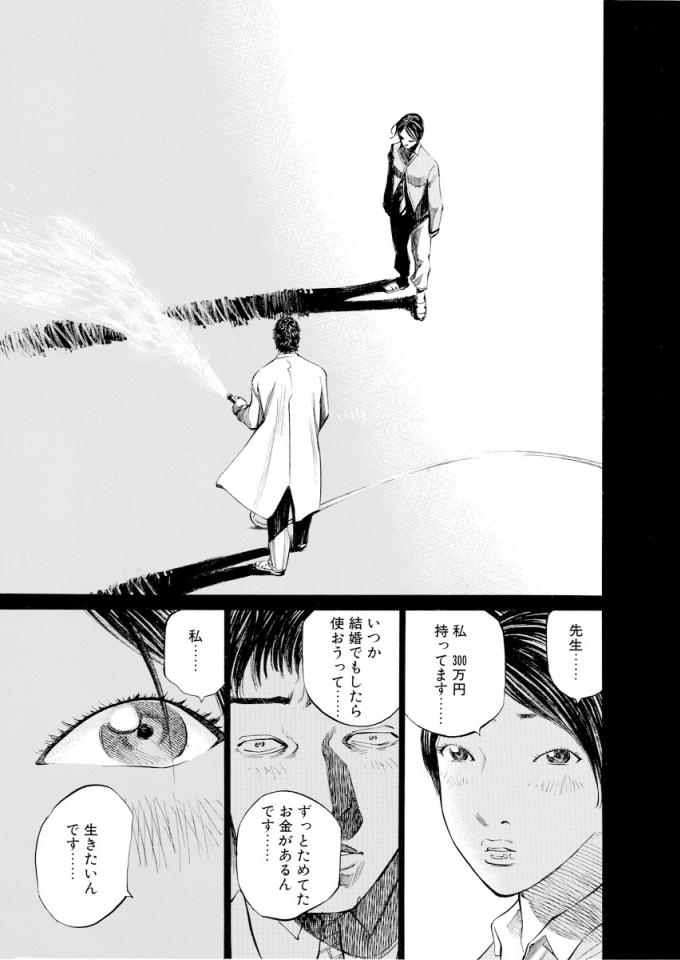 先生……
私 300万円
持ってます……
いつか
結婚でもしたら
使おうって……
ずっとためてた
お金があるん
です……
私……
生きたいん
です……